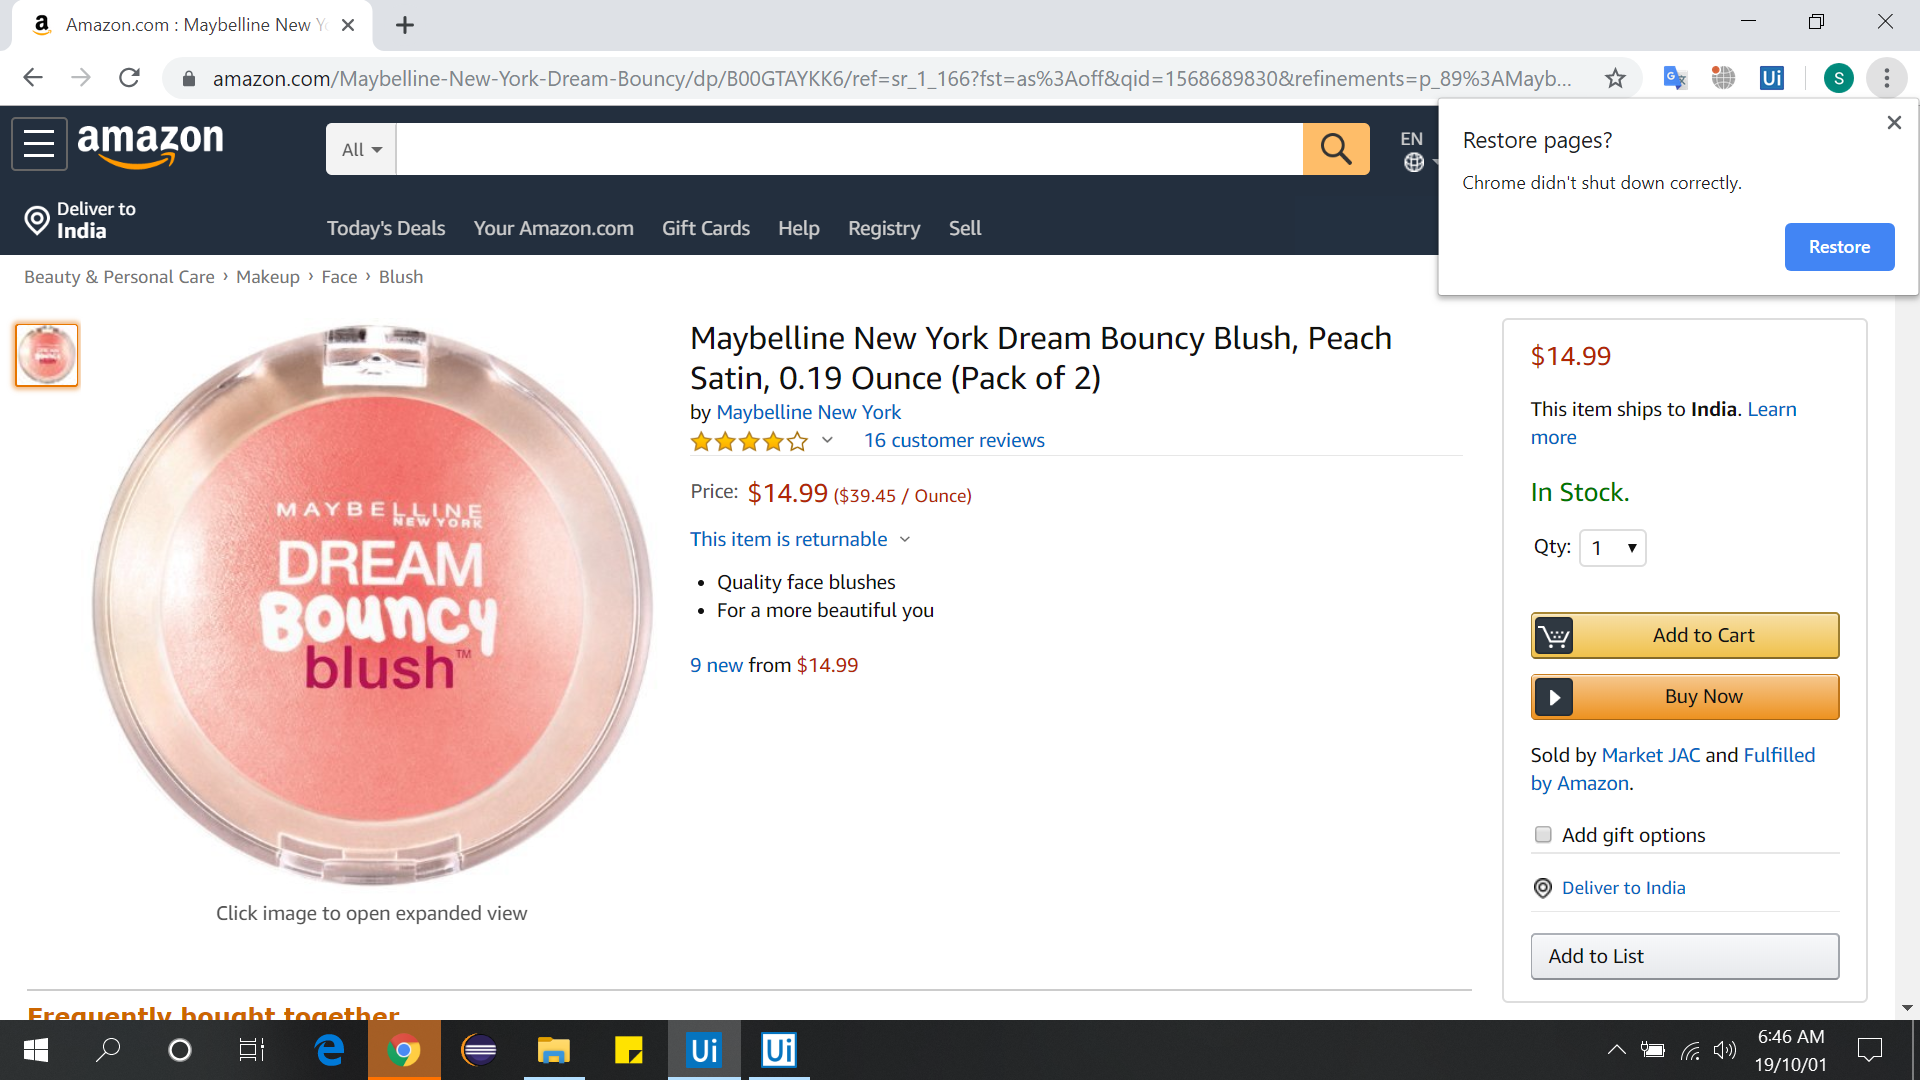 Amazon.com : Maybelline New Y
amazon.com/Maybelline-New-York-Dream-Bouncy/dp/B00GTAYKK6/ref=sr_1_166?fst=as%3Aoff&qid=1568689830&refinements=p_89%3AMayb...
Ui
S
Restore pages?
Chrome didn't shut down correctly.
Restore
amazon
All
EN
Deliver to
India
Today's Deals
Your Amazon.com
Gift Cards
Help
Registry
Sell
Beauty & Personal Care › Makeup › Face › Blush
MAYBELLINE
NEW YORK
DREAM
Bouncy
blush™
Click image to open expanded view
Maybelline New York Dream Bouncy Blush, Peach
Satin, 0.19 Ounce (Pack of 2)
by Maybelline New York
16 customer reviews
Price: $14.99 ($39.45 / Ounce)
This item is returnable
• Quality face blushes
• For a more beautiful you
9 new from $14.99
$14.99
This item ships to India. Learn
more
In Stock.
Qty: 1
Add to Cart
Buy Now
Sold by Market JAC and Fulfilled
by Amazon.
Add gift options
Deliver to India
Add to List
Frequently bought together
Ui
Ui
6:46 AM
19/10/01